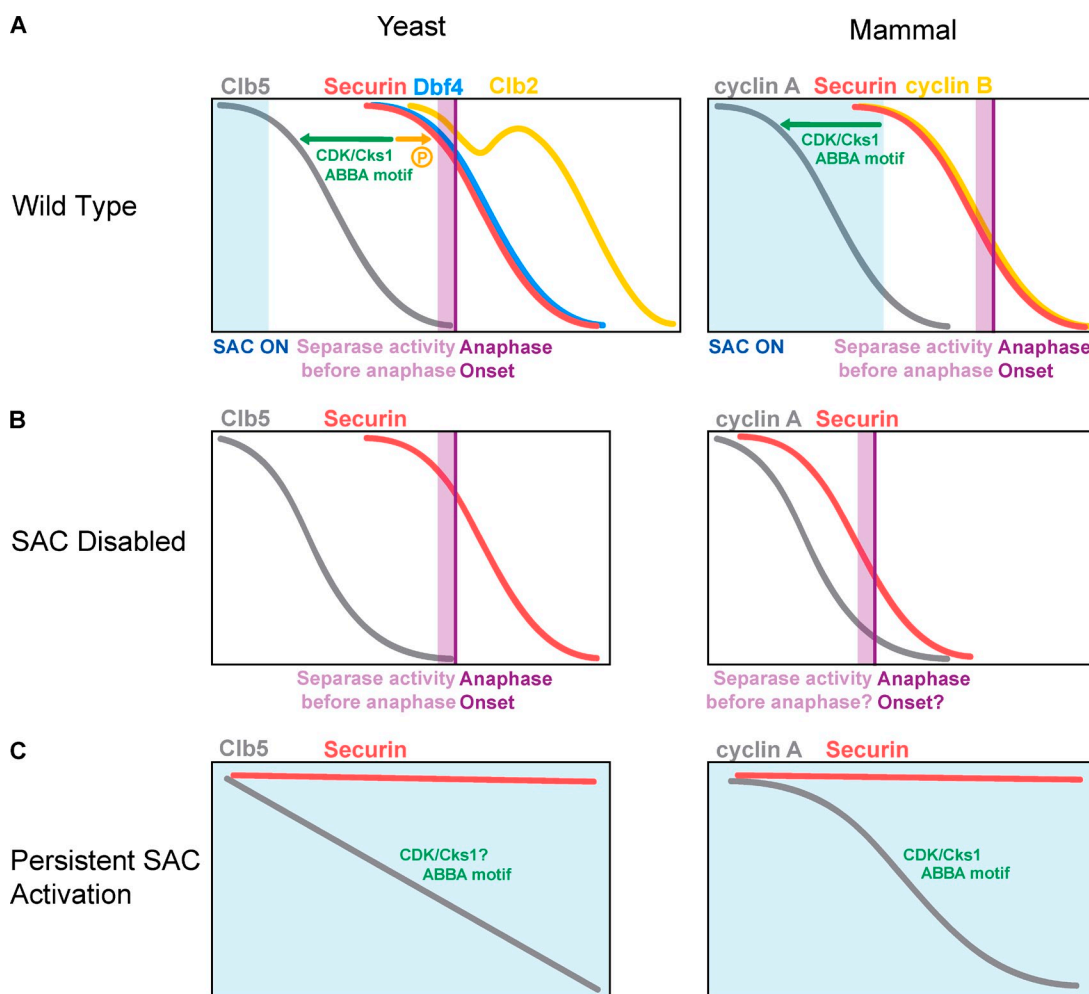 A
Yeast
Mammal
Clb5
Securin
Dbf4
Clb2
cyclin A
Securin
cyclin B
Wild Type
CDK/Cks1
ABBA motif
P
CDK/Cks1
ABBA motif
SAC ON
Separase activity
before anaphase
Anaphase
Onset
SAC ON
Separase activity
before anaphase
Anaphase
Onset
B
Clb5
Securin
cyclin A
Securin
SAC Disabled
Separase activity
before anaphase
Anaphase
Onset
Separase activity
before anaphase?
Anaphase
Onset?
C
Clb5
Securin
cyclin A
Securin
Persistent SAC
Activation
CDK/Cks1?
ABBA motif
CDK/Cks1
ABBA motif